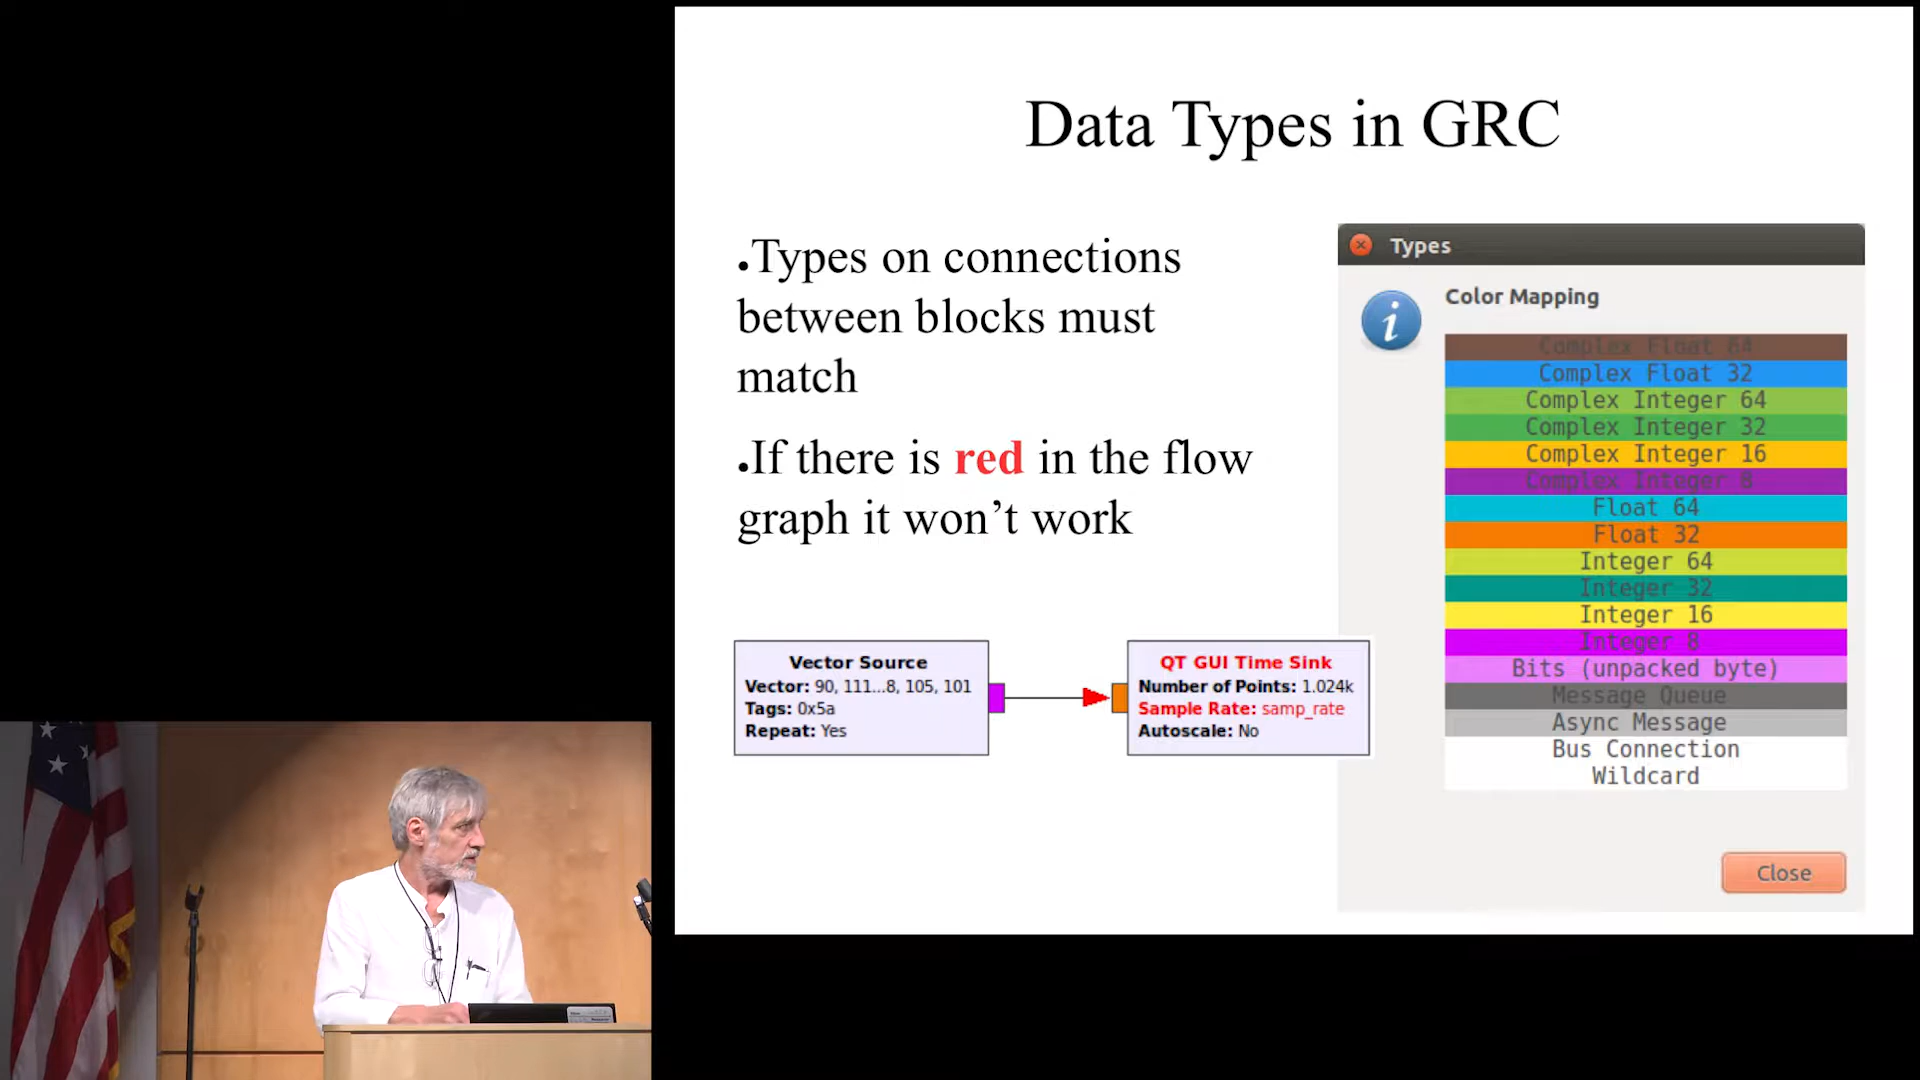 Data Types in GRC
•Types on connections
between blocks must
match
•If there is red in the flow
graph it won’t work
Vector Source
Vector: 90, 111...8, 105, 101
Tags: 0x5a
Repeat: Yes
QT GUI Time Sink
Number of Points: 1.024k
Sample Rate: samp_rate
Autoscale: No
Types
Color Mapping
Complex Float 64
Complex Float 32
Complex Integer 64
Complex Integer 32
Complex Integer 16
Complex Integer 8
Float 64
Float 32
Integer 64
Integer 32
Integer 16
Integer 8
Bits (unpacked byte)
Message Queue
Async Message
Bus Connection
Wildcard
Close